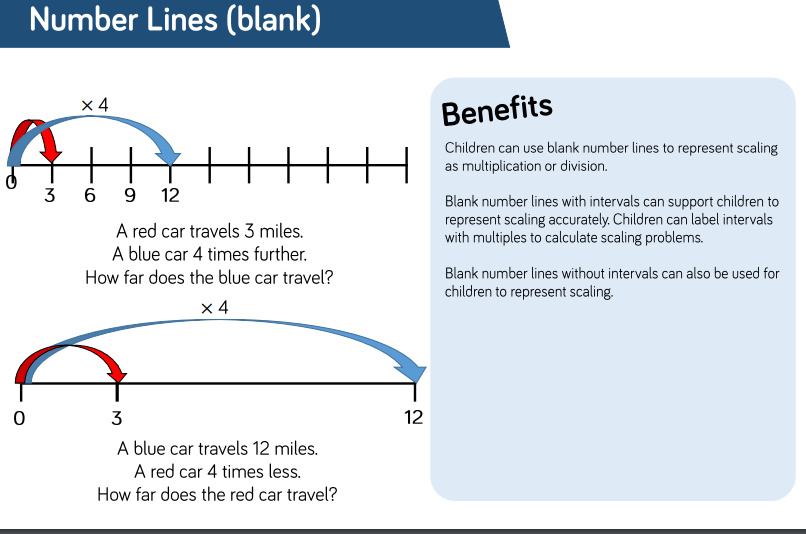 Number Lines (blank)
× 4
0 3 6 9 12
A red car travels 3 miles.
A blue car 4 times further.
How far does the blue car travel?
× 4
0 3 12
A blue car travels 12 miles.
A red car 4 times less.
How far does the red car travel?
Benefits
Children can use blank number lines to represent scaling
as multiplication or division.
Blank number lines with intervals can support children to
represent scaling accurately. Children can label intervals
with multiples to calculate scaling problems.
Blank number lines without intervals can also be used for
children to represent scaling.